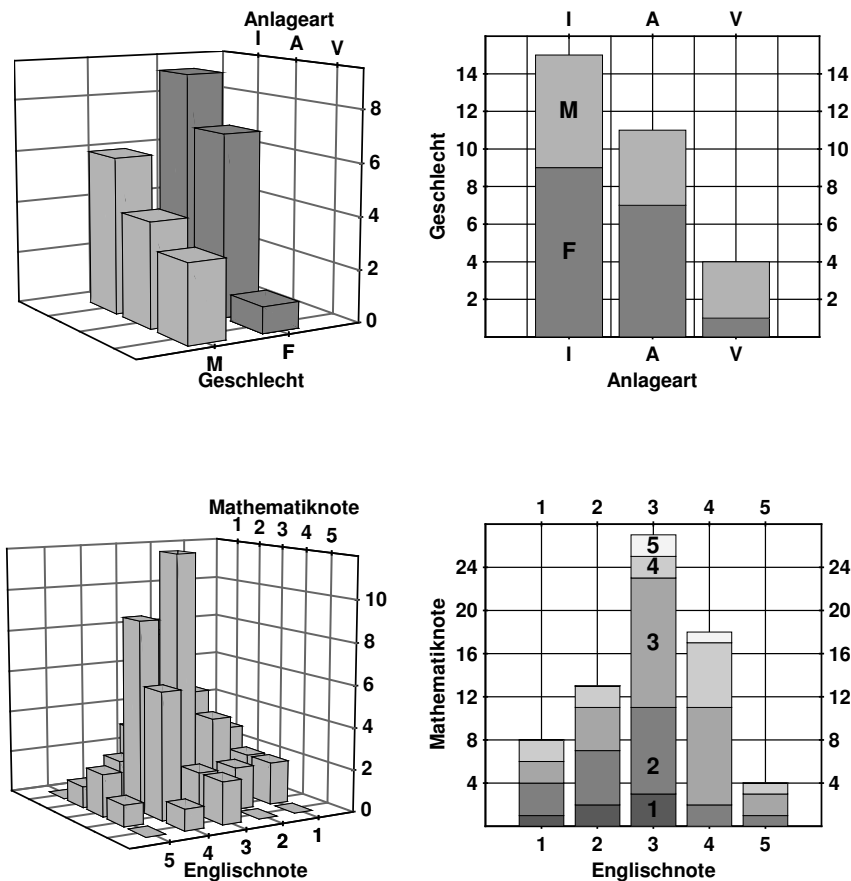 Anlageart
I A V
8
6
4
2
0
M F
Geschlecht
I A V
14 14
12 12
M
10 10
Geschlecht
8 8
6 6
F
4 4
2 2
I A V
Anlageart
Mathematiknote
1 2 3 4 5
10
8
6
4
2
0
5 4 3 2 1
Englischnote
1 2 3 4 5
5
24 4 24
20 20
3
16 16
Mathematiknote
12 12
8 8
2
4 4
1
1 2 3 4 5
Englischnote